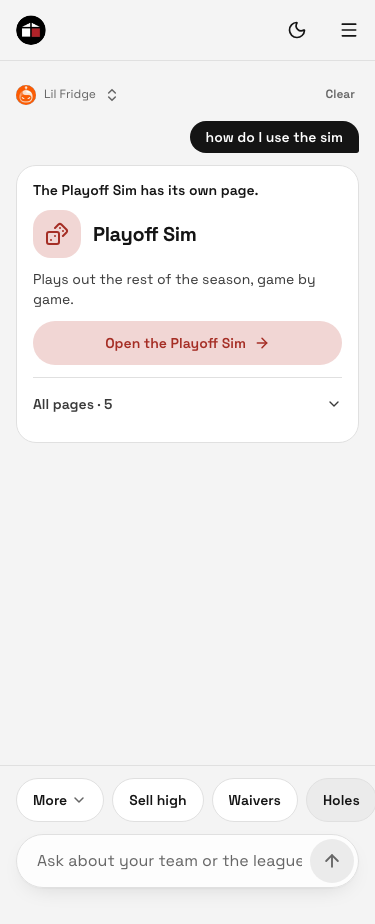 Lil Fridge
Clear
how do I use the sim
The Playoff Sim has its own page.
Playoff Sim
Plays out the rest of the season, game by
game.
Open the Playoff Sim
All pages · 5
More
Sell high
Waivers
Holes
Ask about your team or the league